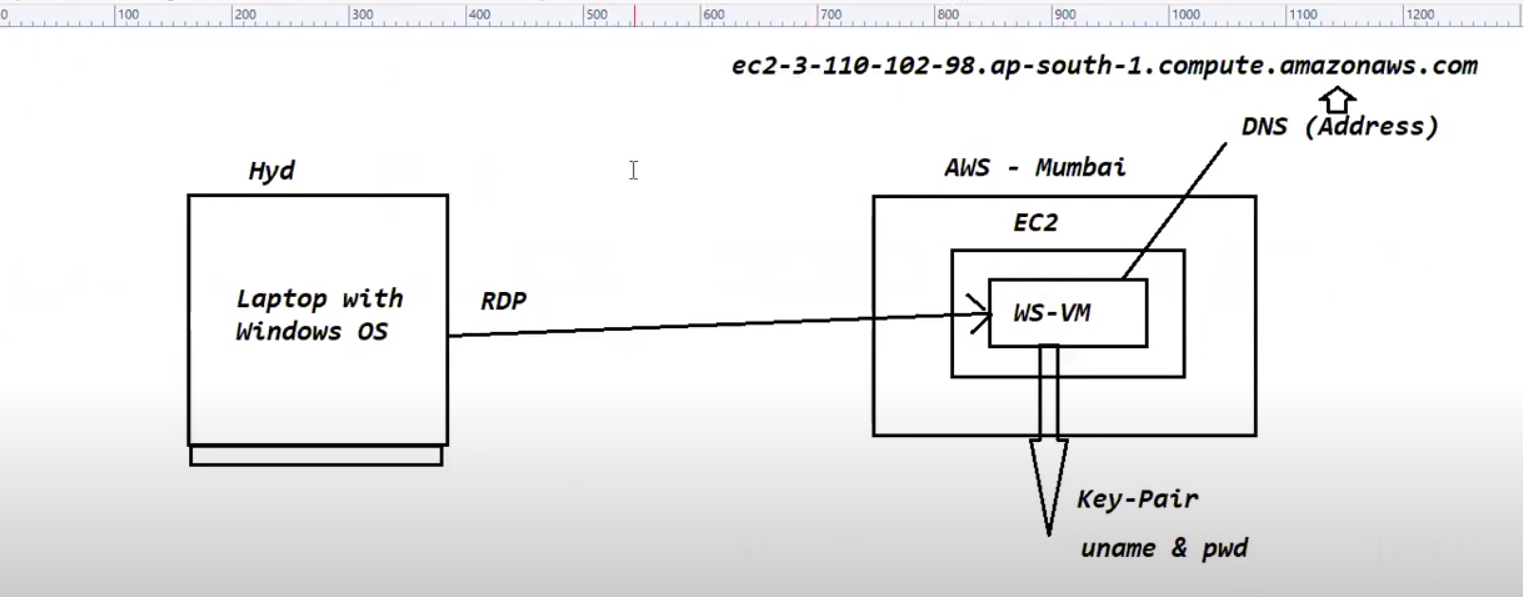 0 100 200 300 400 500 600 700 800 900 1000 1100 1200
ec2-3-110-102-98.ap-south-1.compute.amazonaws.com
DNS (Address)
Hyd
AWS - Mumbai
EC2
Laptop with
Windows OS
RDP
WS-VM
Key-Pair
uname & pwd